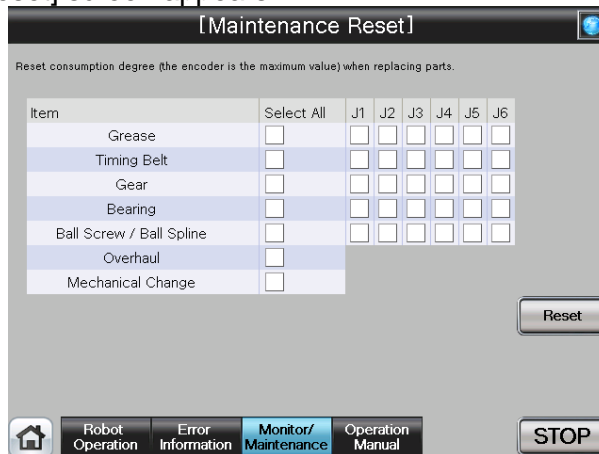 [Maintenance Reset]
Reset consumption degree (the encoder is the maximum value) when replacing parts.
Item Select All J1 J2 J3 J4 J5 J6
Grease
Timing Belt
Gear
Bearing
Ball Screw / Ball Spline
Overhaul
Mechanical Change
Reset
Robot Operation
Error Information
Monitor/ Maintenance
Operation Manual
STOP